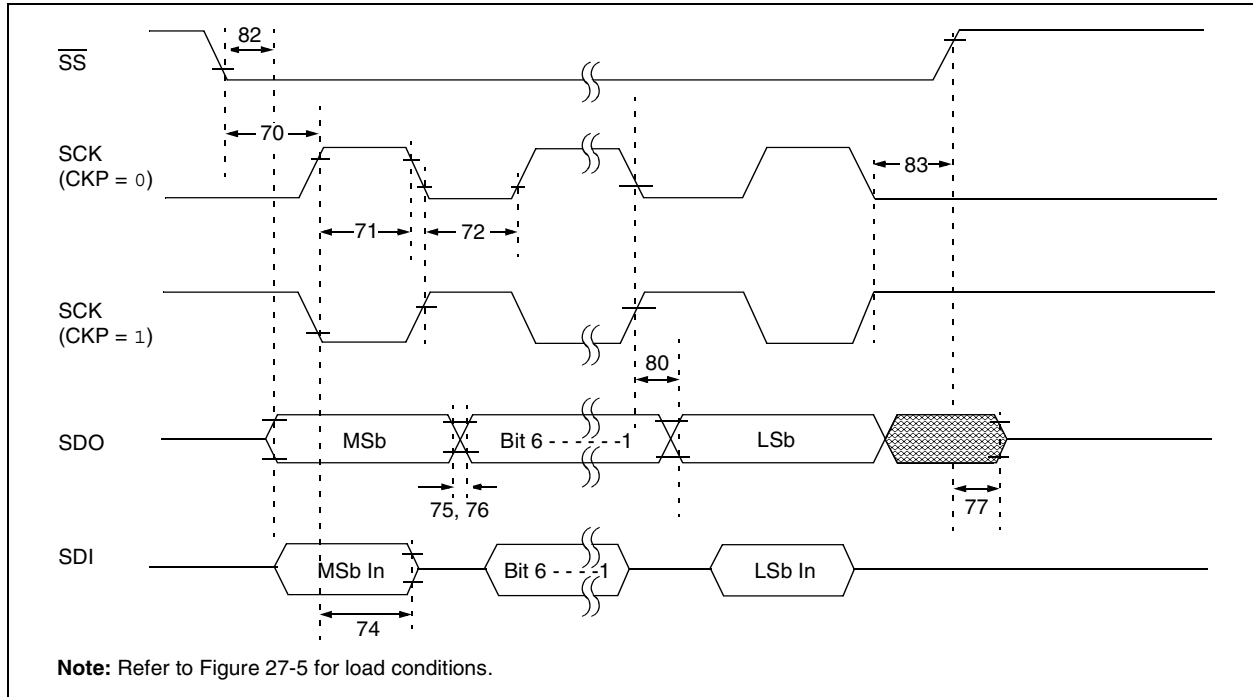 82
SS
70
SCK
(CKP = 0)
83
71
72
SCK
(CKP = 1)
80
SDO
MSb
Bit 6 - - - - - -1
LSb
75, 76
77
SDI
MSb In
Bit 6 - - - -1
LSb In
74
Note: Refer to Figure 27-5 for load conditions.